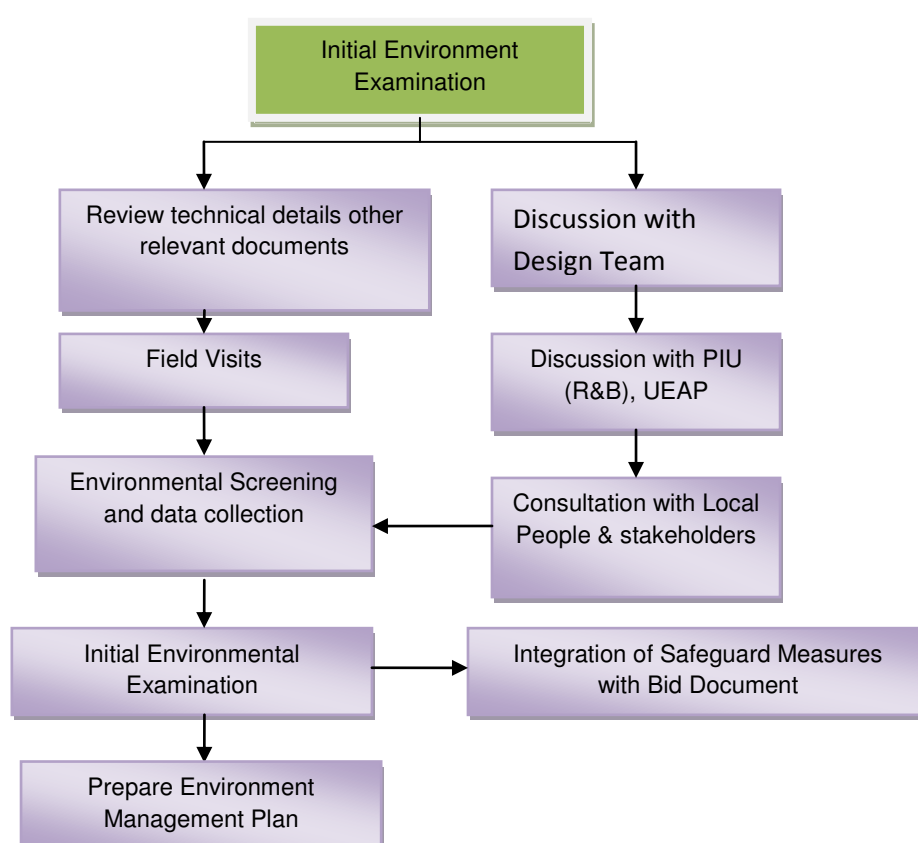 Initial Environment
Examination
Review technical details other
relevant documents
Discussion with
Design Team
Field Visits
Discussion with PIU
(R&B), UEAP
Environmental Screening
and data collection
Consultation with Local
People & stakeholders
Initial Environmental
Examination
Integration of Safeguard Measures
with Bid Document
Prepare Environment
Management Plan